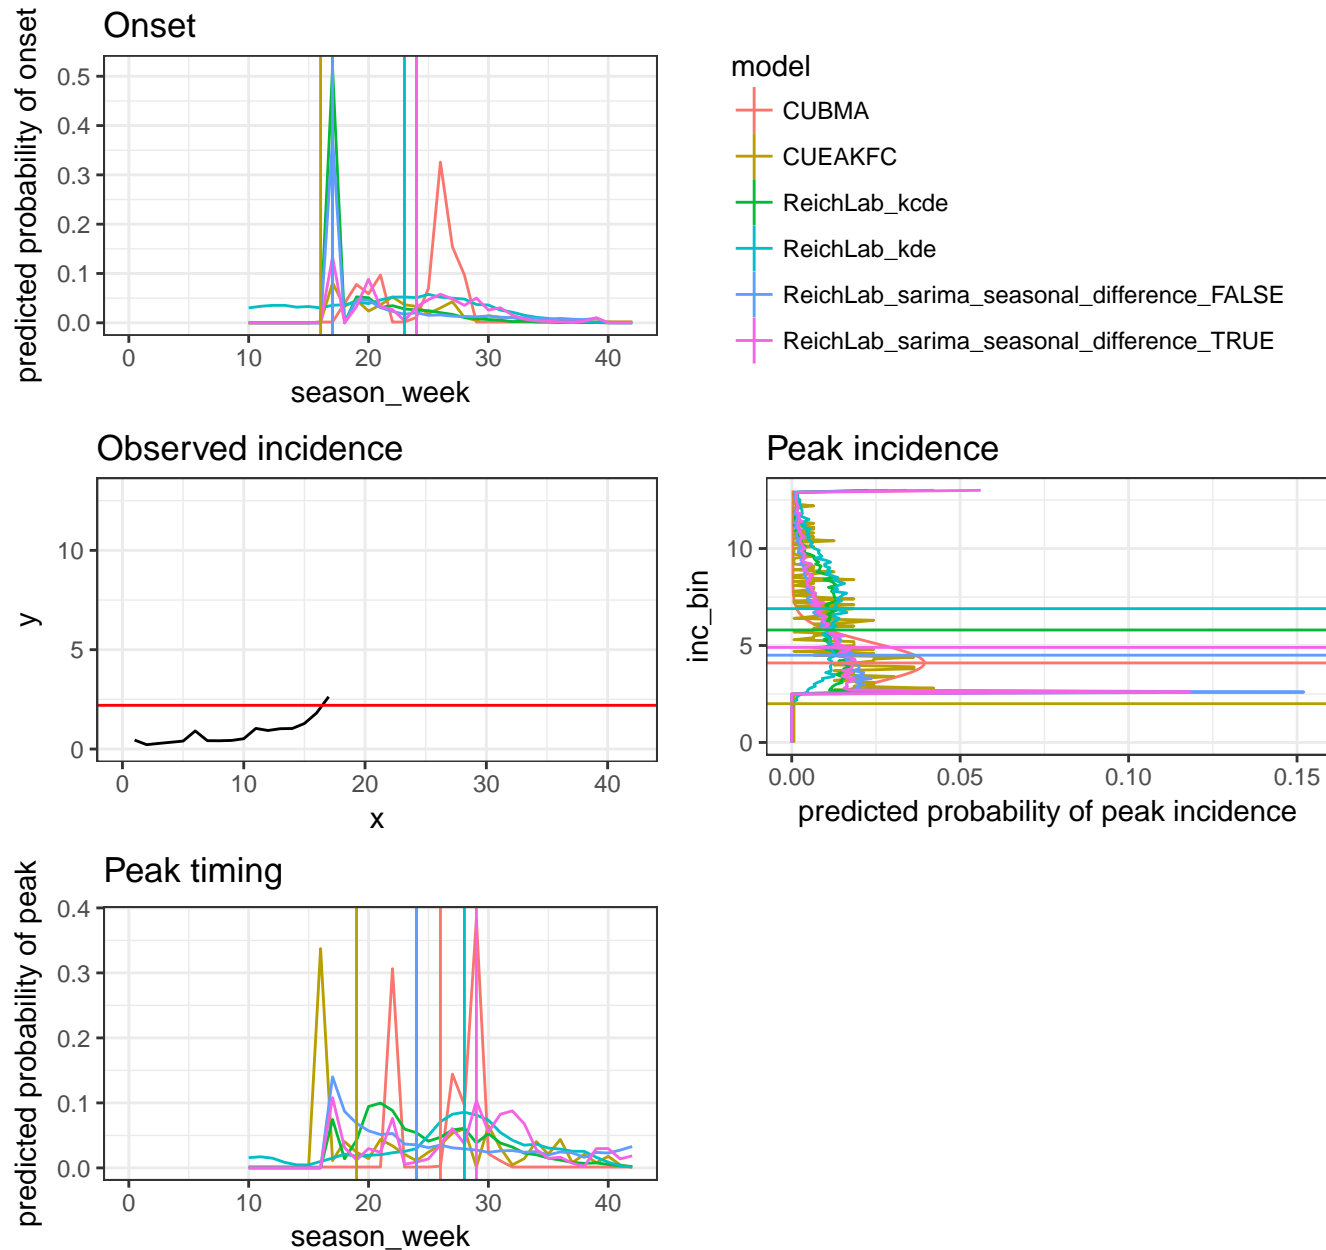 Onset
predicted probability of onset
0.5
0.4
0.3
0.2
0.1
0.0
0 10 20 30 40
season_week
model
CUBMA
CUEAKFC
ReichLab_kcde
ReichLab_kde
ReichLab_sarima_seasonal_difference_FALSE
ReichLab_sarima_seasonal_difference_TRUE
Observed incidence
y
10
5
0
0 10 20 30 40
x
Peak incidence
inc_bin
10
5
0
0.00 0.05 0.10 0.15
predicted probability of peak incidence
Peak timing
predicted probability of peak
0.4
0.3
0.2
0.1
0.0
0 10 20 30 40
season_week